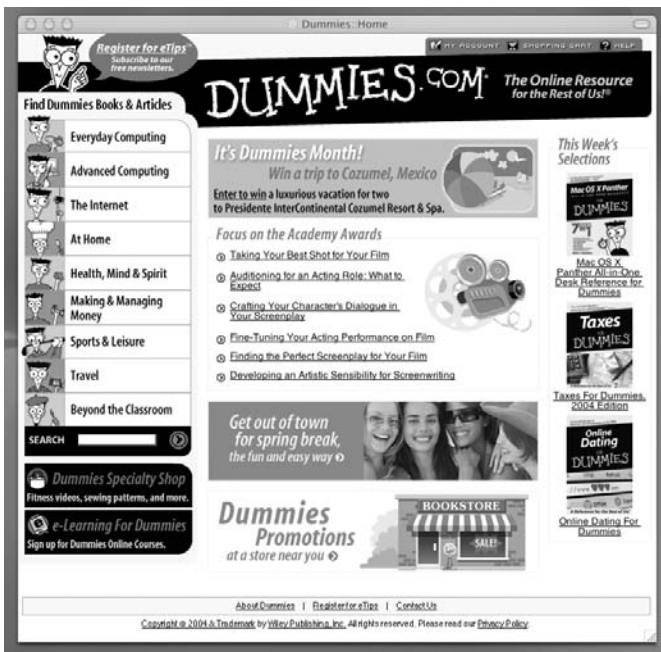 Dummies::Home
Register for eTips™
Subscribe to our
free newsletters.
MY ACCOUNT SHOPPING CART ? HELP
DUMMIES.COM®
The Online Resource
for the Rest of Us!®
Find Dummies Books & Articles
Everyday Computing
Advanced Computing
The Internet
At Home
Health, Mind & Spirit
Making & Managing
Money
Sports & Leisure
Travel
Beyond the Classroom
SEARCH
Dummies Specialty Shop
Fitness videos, sewing patterns, and more.
e-Learning For Dummies
Sign up for Dummies Online Courses.
It's Dummies Month!
Win a trip to Cozumel, Mexico
Enter to win a luxurious vacation for two
to Presidente InterContinental Cozumel Resort & Spa.
Focus on the Academy Awards
Taking Your Best Shot for Your Film
Auditioning for an Acting Role: What to
Expect
Crafting Your Character's Dialogue in
Your Screenplay
Fine-Tuning Your Acting Performance on Film
Finding the Perfect Screenplay for Your Film
Developing an Artistic Sensibility for Screenwriting
Get out of town
for spring break,
the fun and easy way
Dummies
Promotions
at a store near you
BOOKSTORE
SALE!
This Week's
Selections
Mac OS X Panther
DUMMIES
Mac OS X
Panther All-in-One
Desk Reference for
Dummies
Taxes
DUMMIES
Taxes For Dummies,
2004 Edition
Online
Dating
DUMMIES
Online Dating For
Dummies
About Dummies | Register for eTips | Contact Us
Copyright © 2004 & Trademark by Wiley Publishing, Inc. All rights reserved. Please read our Privacy Policy.